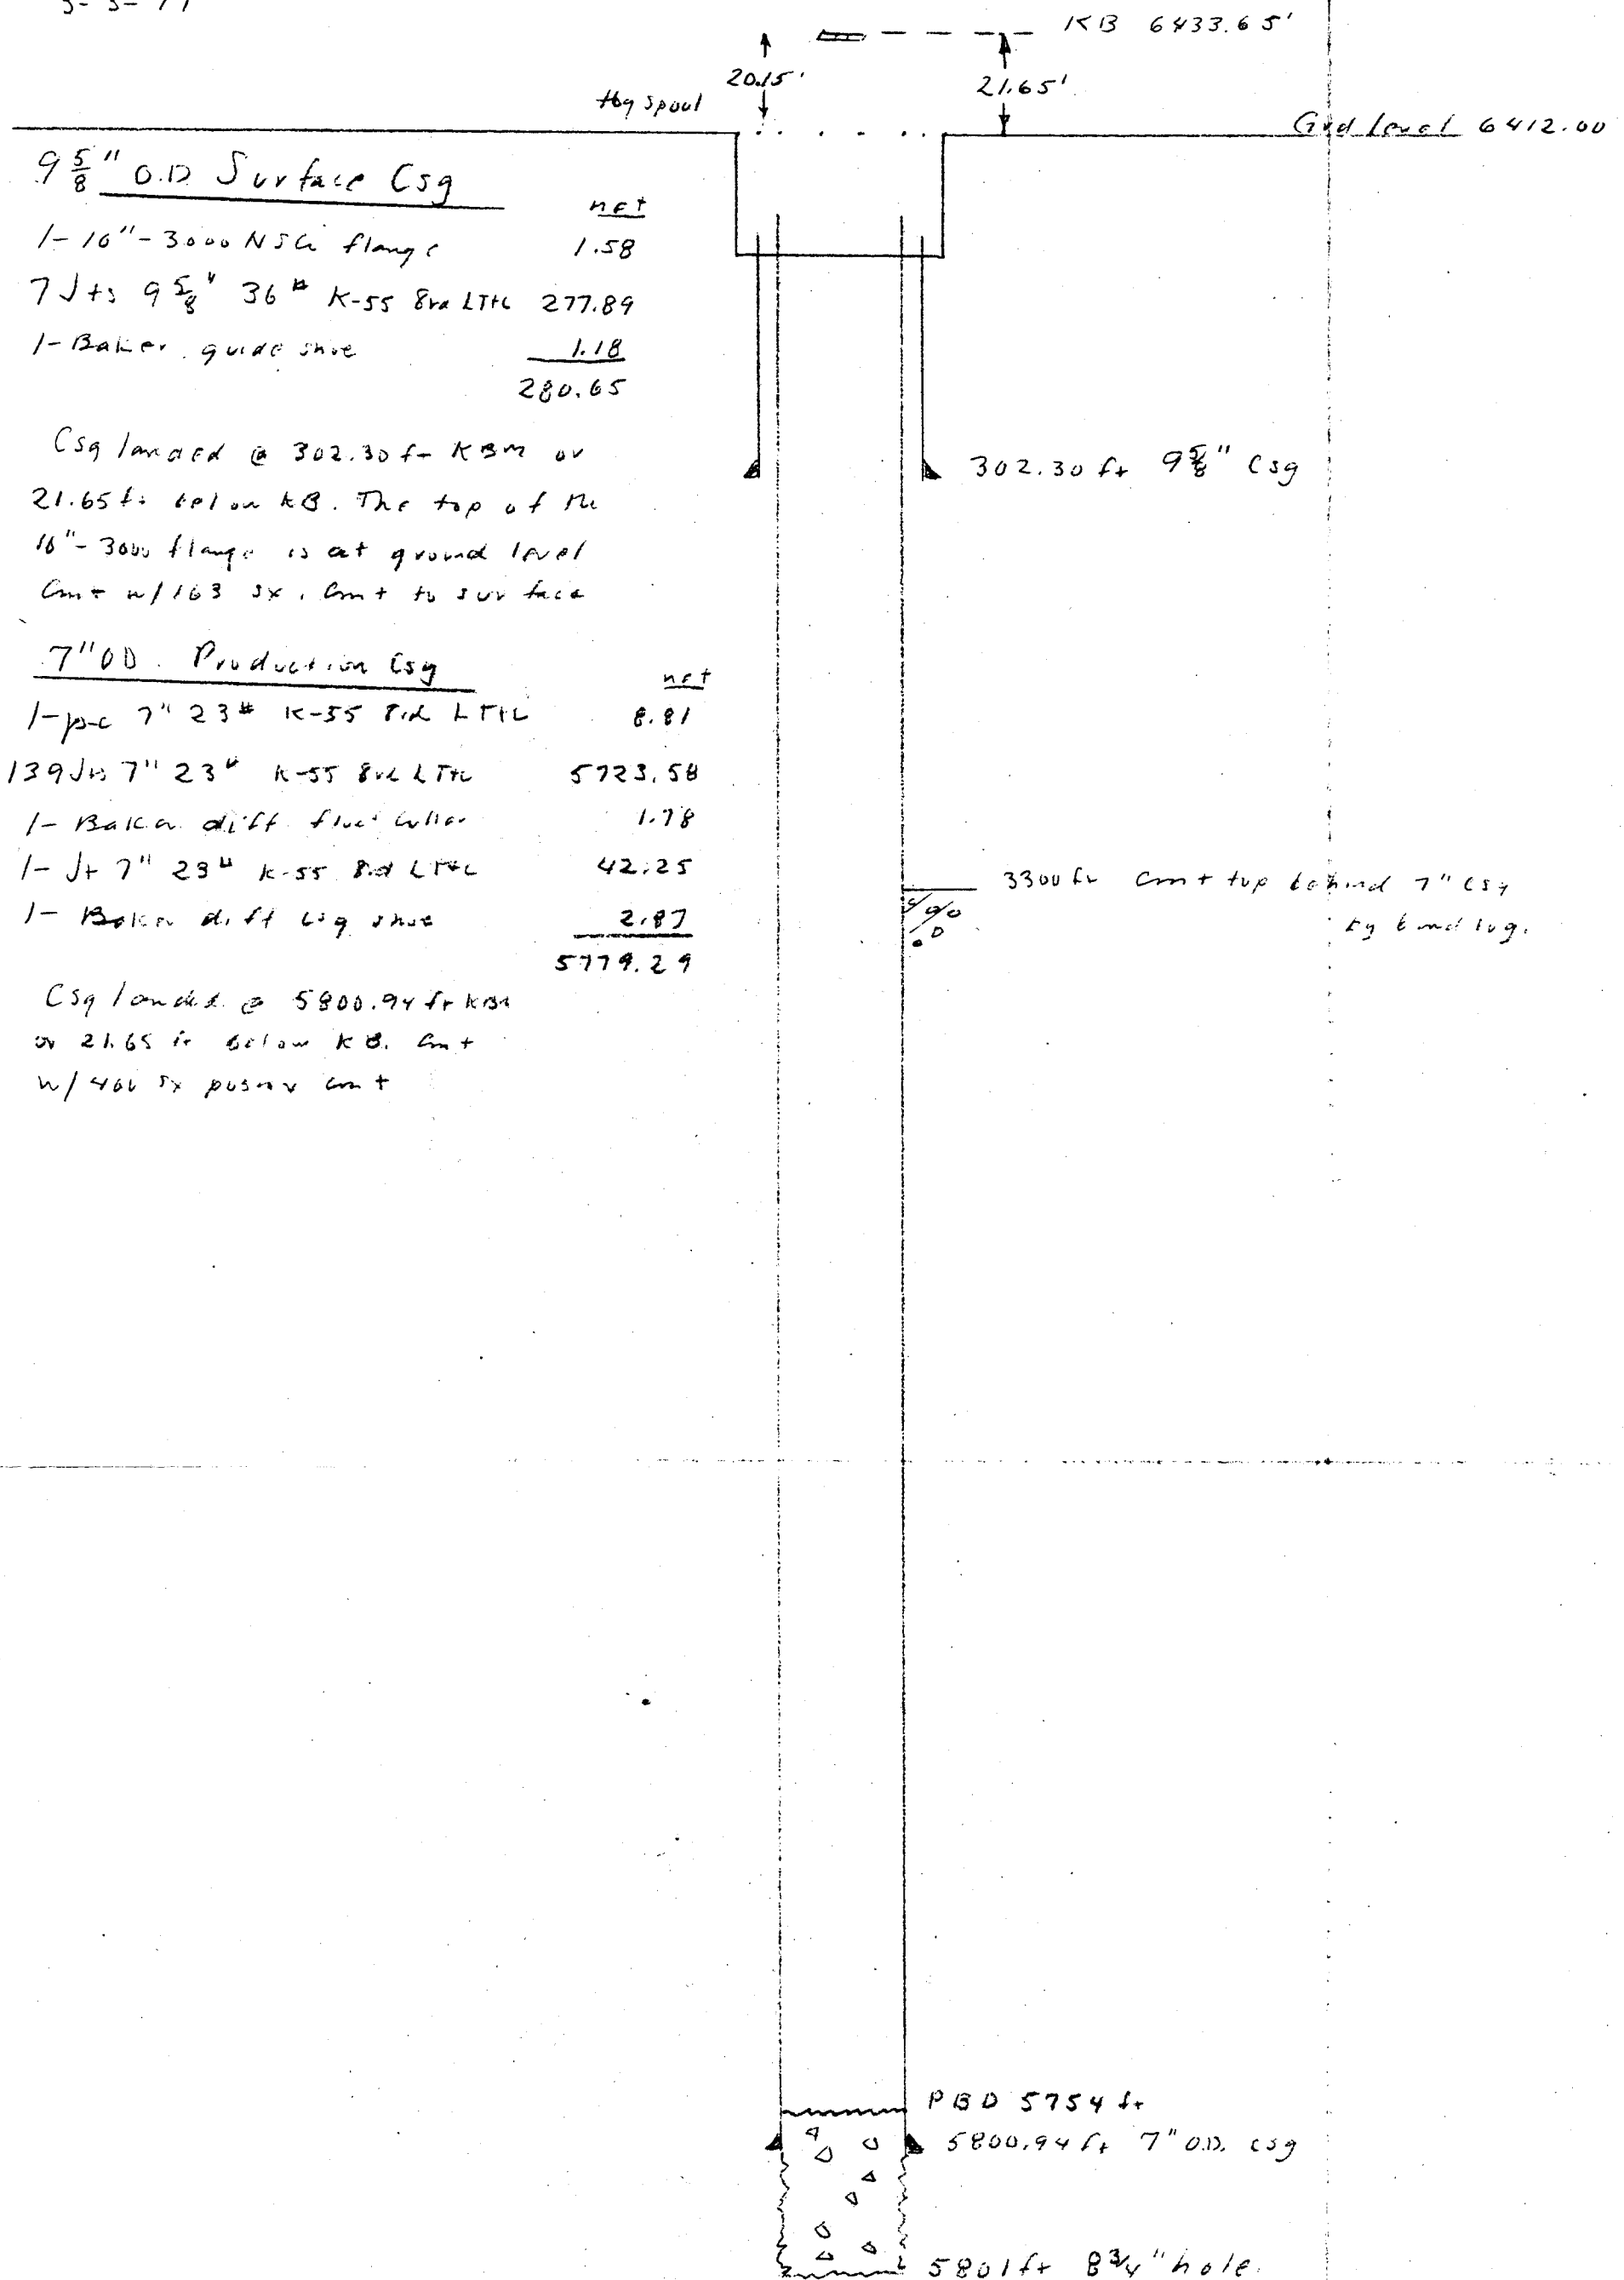 KB 6433.65'
20.15'
21.65'
tbg spool
Grd level 6412.00
9 5/8" O.D. Surface Csg
net
1- 10"- 3000 NSCo flange 1.58
7 Jts 9 5/8" 36# K-55 8rd LT&C 277.89
1- Baker guide shoe 1.18
280.65
Csg landed @ 302.30 ft KBM or
21.65 ft below KB. The top of the
10"- 3000 flange is at ground level
Cmt w/163 sx. Cmt to surface
302.30 ft 9 5/8" Csg
7" OD. Production Csg
net
1- pc 7" 23# K-55 8rd LT&C 8.81
139 Jts 7" 23# K-55 8rd LT&C 5723.58
1- Baker diff float collar 1.78
1- Jt 7" 23# K-55 8rd LT&C 42.25
1- Baker diff csg shoe 2.87
5779.29
Csg landed @ 5800.94 ft KBM
or 21.65 ft below KB. Cmt
w/ sx cmt
3300 ft cmt top behind 7" csg
by bond log.
PBD 5754 ft
5800.94 ft 7" O.D. csg
5801 ft 8 3/4" hole.